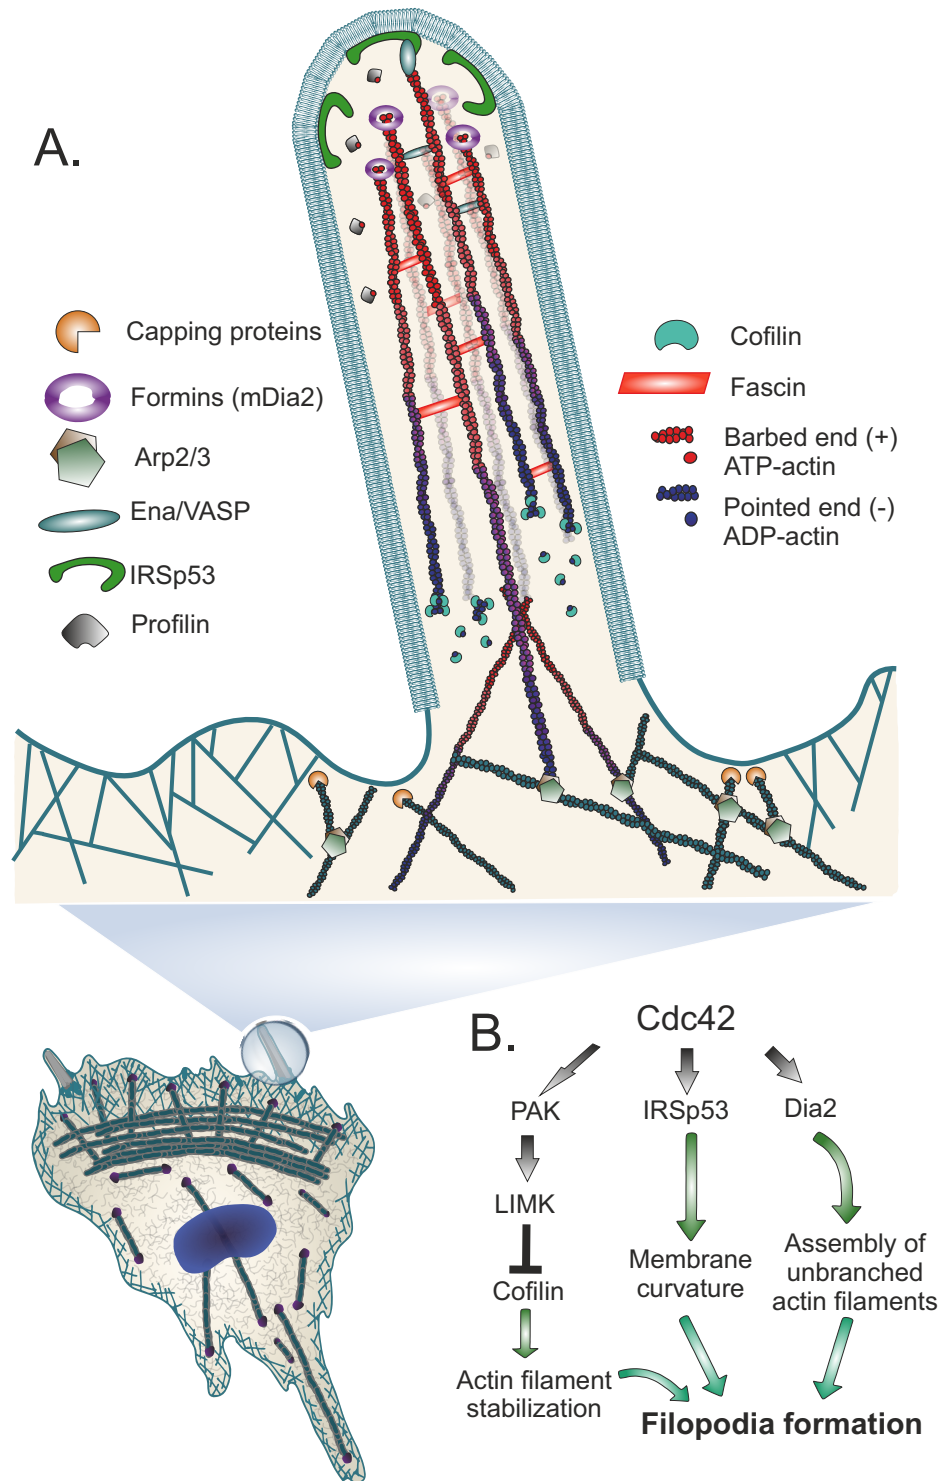 A.
Capping proteins
Formins (mDia2)
Arp2/3
Ena/VASP
IRSp53
Profilin
Cofilin
Fascin
Barbed end (+)
ATP-actin
Pointed end (-)
ADP-actin
B.
Cdc42
PAK
IRSp53
Dia2
LIMK
Cofilin
Membrane
curvature
Assembly of
unbranched
actin filaments
Actin filament
stabilization
Filopodia formation